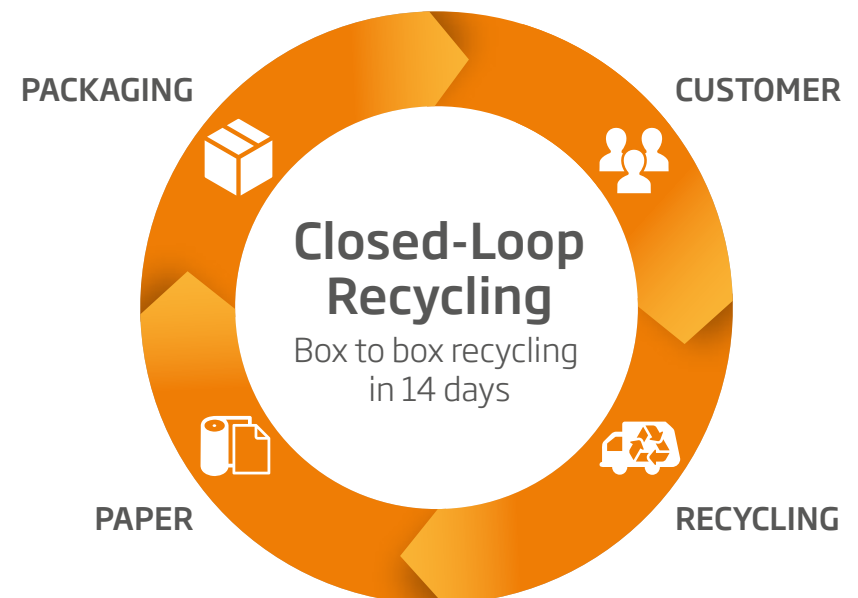 PACKAGING
CUSTOMER
Closed-Loop
Recycling
Box to box recycling
in 14 days
PAPER
RECYCLING